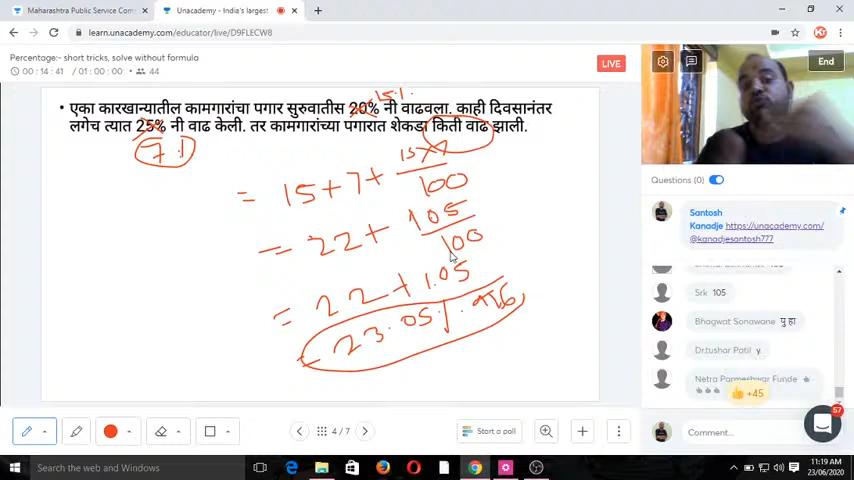 Maharashtra Public Service Com
Unacademy - India's largest
learn.unacademy.com/educator/live/D9FLECW8
Percentage:- short tricks, solve without formula
00 : 14 : 41 / 01 : 00 : 00 • 44
LIVE
End
15%
• एका कारखान्यातील कामगारांचा पगार सुरुवातीस 20% नी वाढवला. काही दिवसानंतर
लगेच त्यात 25% नी वाढ केली. तर कामगारांच्या पगारात शेकडा किती वाढ झाली.
7%
= 15+7+ 15×7/100
= 22+ 105/100
= 22+1.05
= 23.05%
Questions (0)
Santosh
Kanadje https://unacademy.com/
@kanadjesantosh777
Srk 105
Bhagwat Sonawane पु हा
Dr.tushar Patil y
Netra Parmeshwar Funde
+45
57
4 / 7
Start a poll
Comment...
Search the web and Windows
11:19 AM
23/06/2020